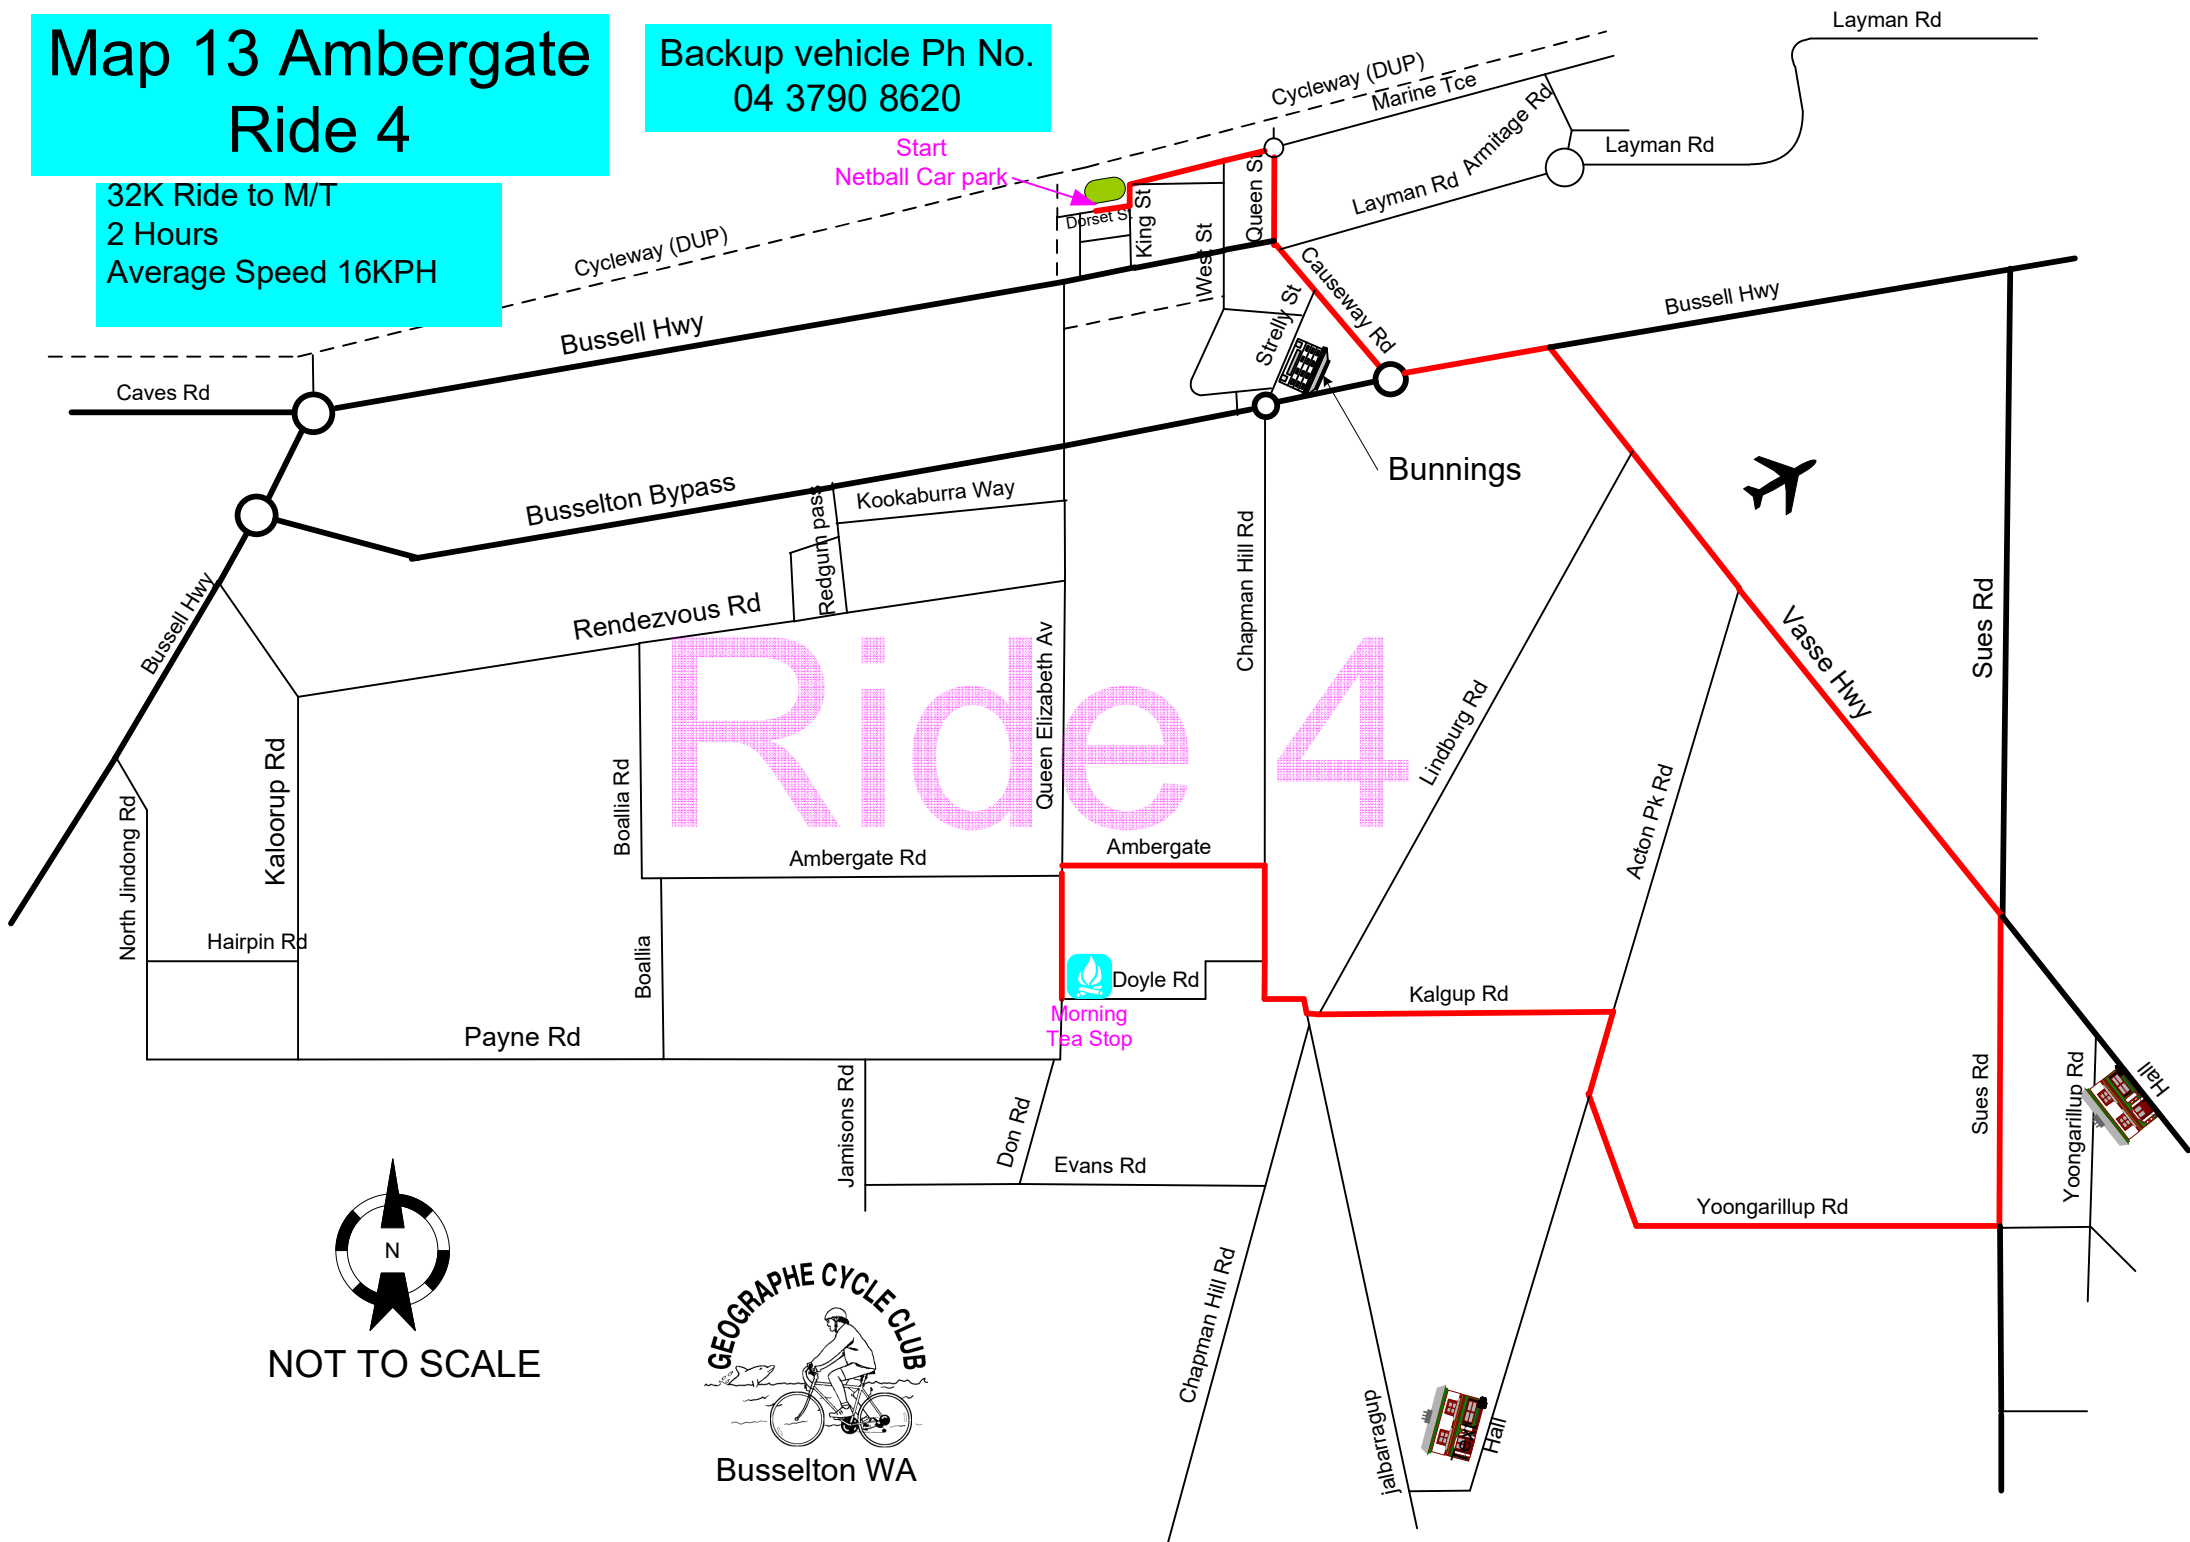 Map 13 Ambergate
Ride 4
Backup vehicle Ph No.
04 3790 8620
32K Ride to M/T
2 Hours
Average Speed 16KPH
Start
Netball Car park
Layman Rd
Cycleway (DUP)
Marine Tce
Armitage Rd
Layman Rd
Layman Rd
Queen St
King St
Dorset St
West St
Cycleway (DUP)
Causeway Rd
Strelly St
Bussell Hwy
Bussell Hwy
Caves Rd
Bunnings
Busselton Bypass
Redgum pass
Kookaburra Way
Chapman Hill Rd
Bussell Hwy
Rendezvous Rd
Sues Rd
Vasse Hwy
Queen Elizabeth Av
Ride 4
Lindburg Rd
Kaloorup Rd
Boallia Rd
Acton Pk Rd
North Jindong Rd
Ambergate Rd
Ambergate
Hairpin Rd
Boallia
Doyle Rd
Morning
Tea Stop
Kalgup Rd
Payne Rd
Jamisons Rd
Don Rd
Evans Rd
Sues Rd
Yoongarillup Rd
Hall
Yoongarillup Rd
N
NOT TO SCALE
GEOGRAPHE CYCLE CLUB
Busselton WA
Chapman Hill Rd
jalbarragup
Hall